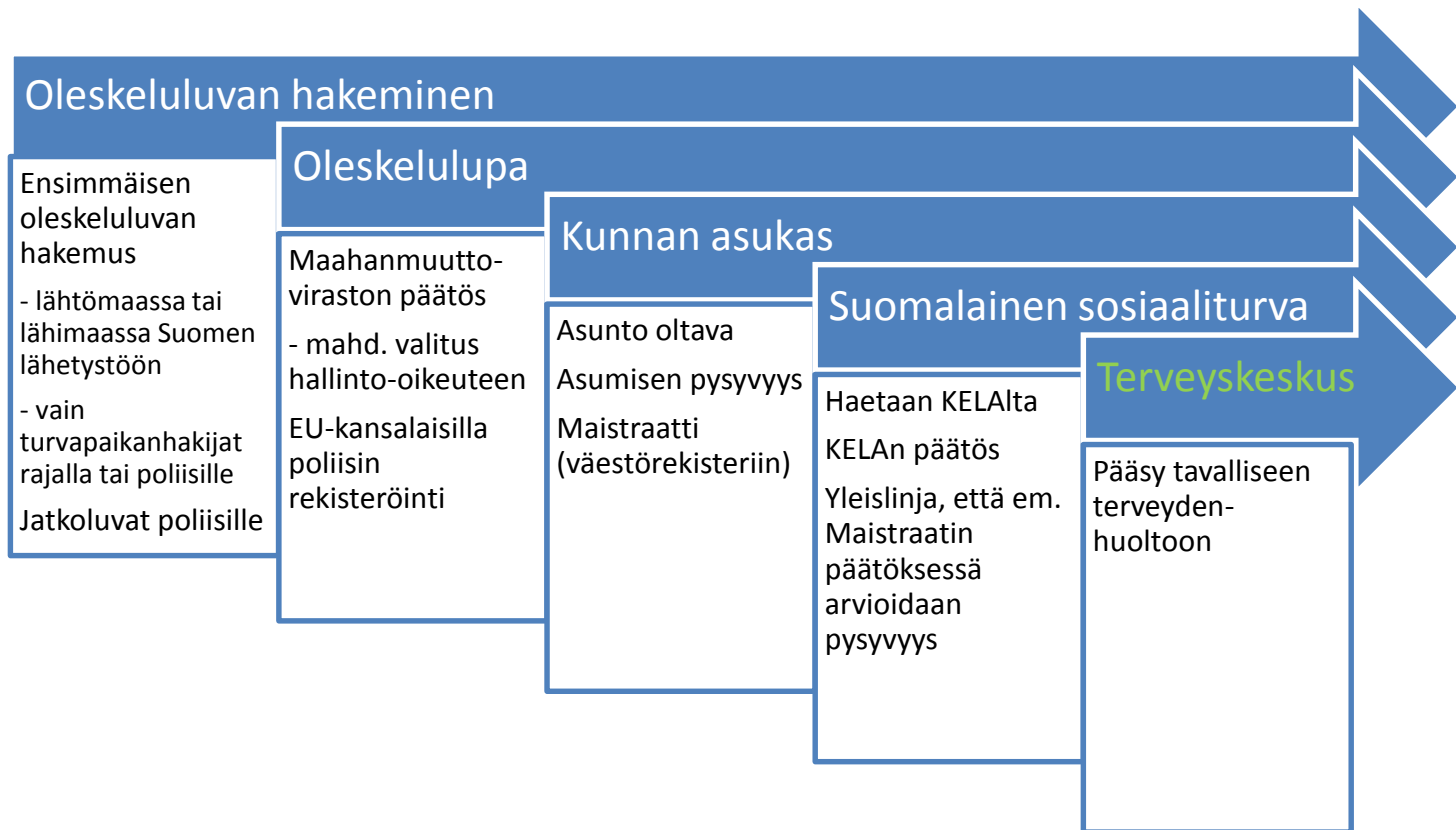 Oleskeluluvan hakeminen
Ensimmäisen
oleskeluluvan
hakemus
- lähtömaassa tai
lähimaassa Suomen
lähetystöön
- vain
turvapaikanhakijat
rajalla tai poliisille
Jatkoluvat poliisille
Oleskelulupa
Maahanmuutto-
viraston päätös
- mahd. valitus
hallinto-oikeuteen
EU-kansalaisilla
poliisin
rekisteröinti
Kunnan asukas
Asunto oltava
Asumisen pysyvyys
Maistraatti
(väestörekisteriin)
Suomalainen sosiaaliturva
Haetaan KELAlta
KELAn päätös
Yleislinja, että em.
Maistraatin
päätöksessä
arvioidaan
pysyvyys
Terveyskeskus
Pääsy tavalliseen
terveyden-
huoltoon